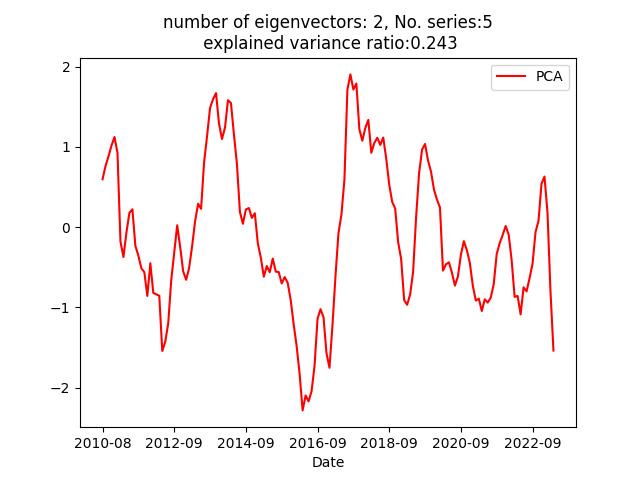 number of eigenvectors: 2, No. series:5
explained variance ratio:0.243
PCA
2
1
0
−1
−2
2010-08 2012-09 2014-09 2016-09 2018-09 2020-09 2022-09
Date